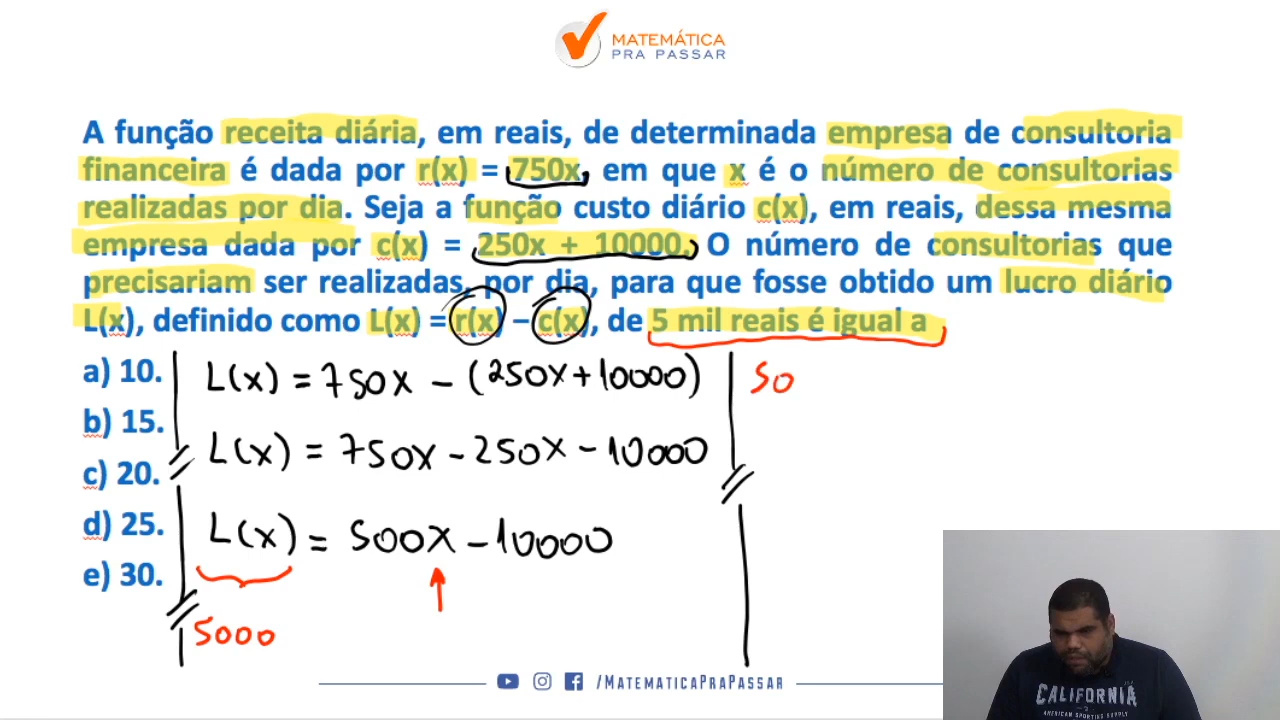 MATEMÁTICA
PRA PASSAR
A função receita diária, em reais, de determinada empresa de consultoria
financeira é dada por r(x) = 750x, em que x é o número de consultorias
realizadas por dia. Seja a função custo diário c(x), em reais, dessa mesma
empresa dada por c(x) = 250x + 10000. O número de consultorias que
precisariam ser realizadas, por dia, para que fosse obtido um lucro diário
L(x), definido como L(x) = r(x) – c(x), de 5 mil reais é igual a
a) 10.
b) 15.
c) 20.
d) 25.
e) 30.
L(x) = 750x - (250x+10000)
L(x) = 750x - 250x - 10000
L(x) = 500x - 10000
5000
50
/MatematicaPraPassar
CALIFORNIA
AMERICAN SPORTING SUPPLY